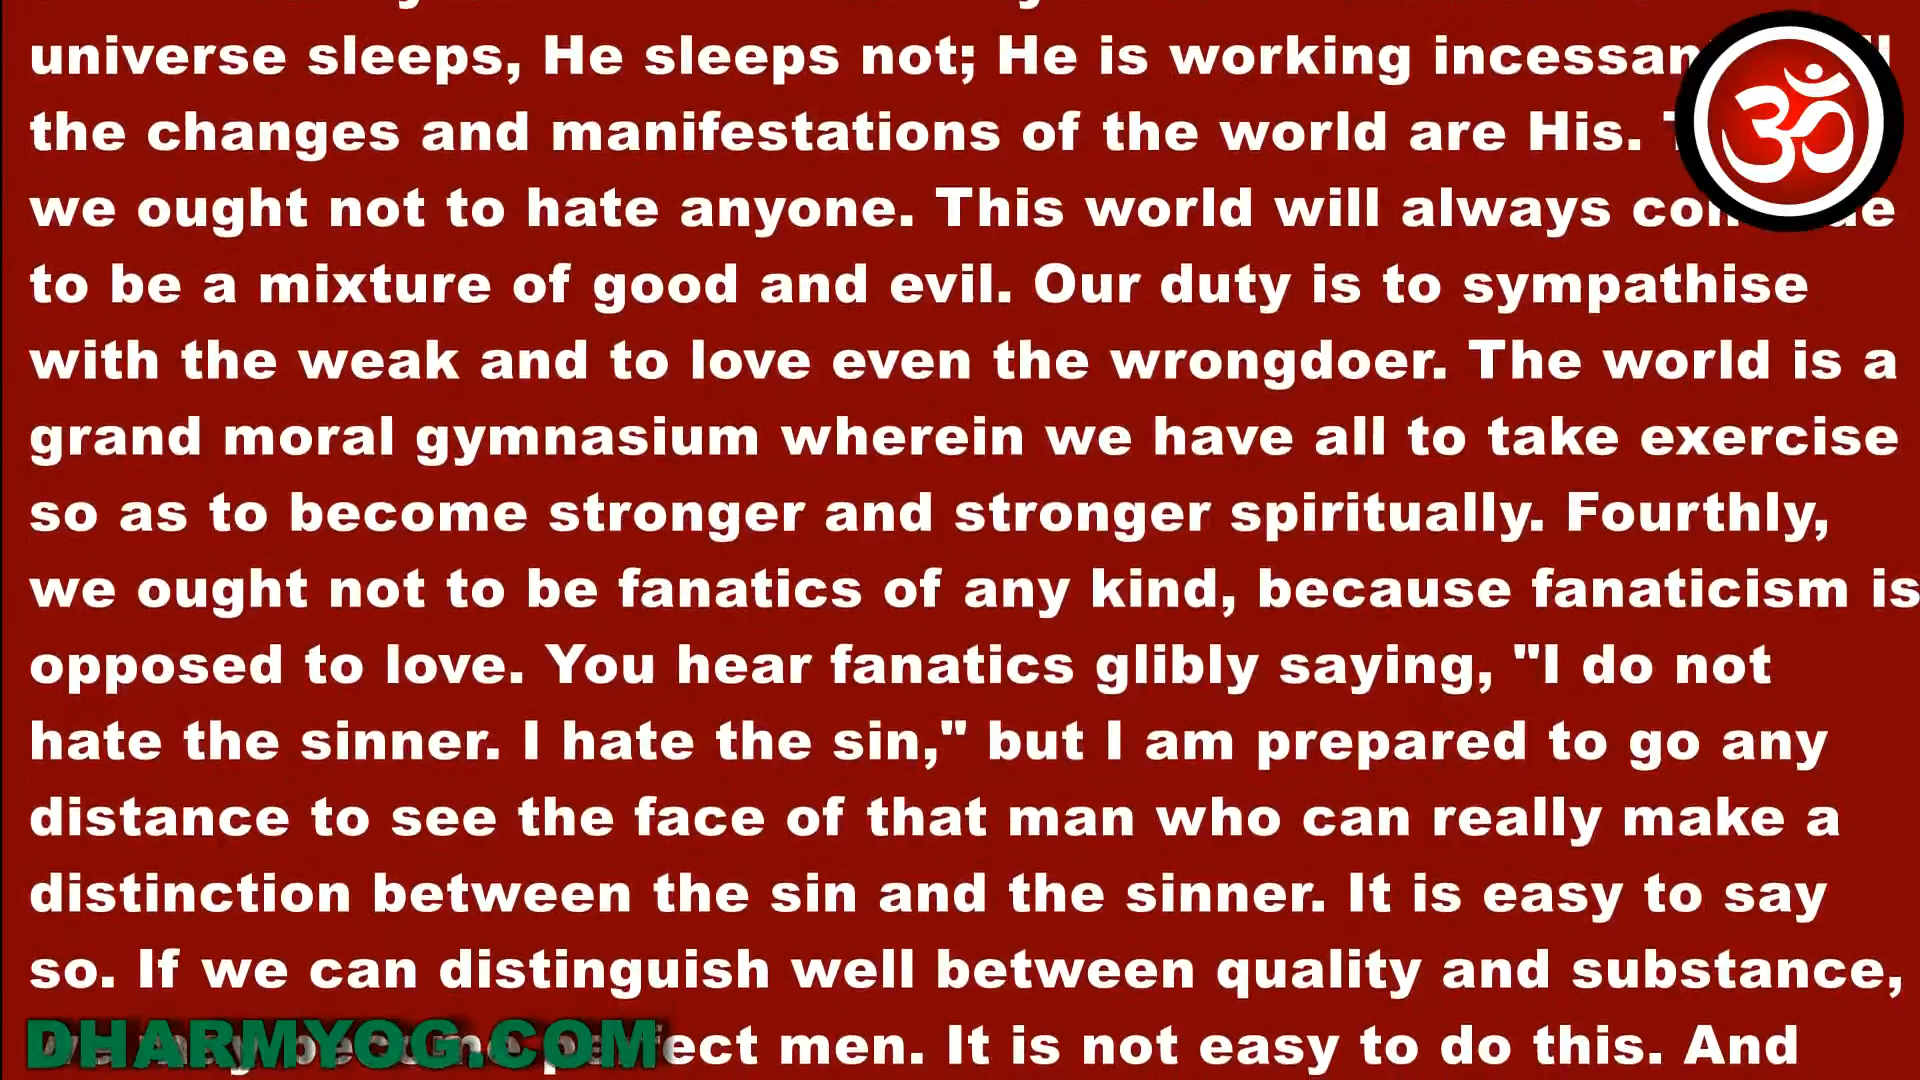 universe sleeps, He sleeps not; He is working
the changes and manifestations of the world are His.
we ought not to hate anyone. This world will always
to be a mixture of good and evil. Our duty is to sympathise
with the weak and to love even the wrongdoer. The world is a
grand moral gymnasium wherein we have all to take exercise
so as to become stronger and stronger spiritually. Fourthly,
we ought not to be fanatics of any kind, because fanaticism is
opposed to love. You hear fanatics glibly saying, "I do not
hate the sinner. I hate the sin," but I am prepared to go any
distance to see the face of that man who can really make a
distinction between the sin and the sinner. It is easy to say
so. If we can distinguish well between quality and substance,
men. It is not easy to do this. And
ॐ
DHARMYOG.COM